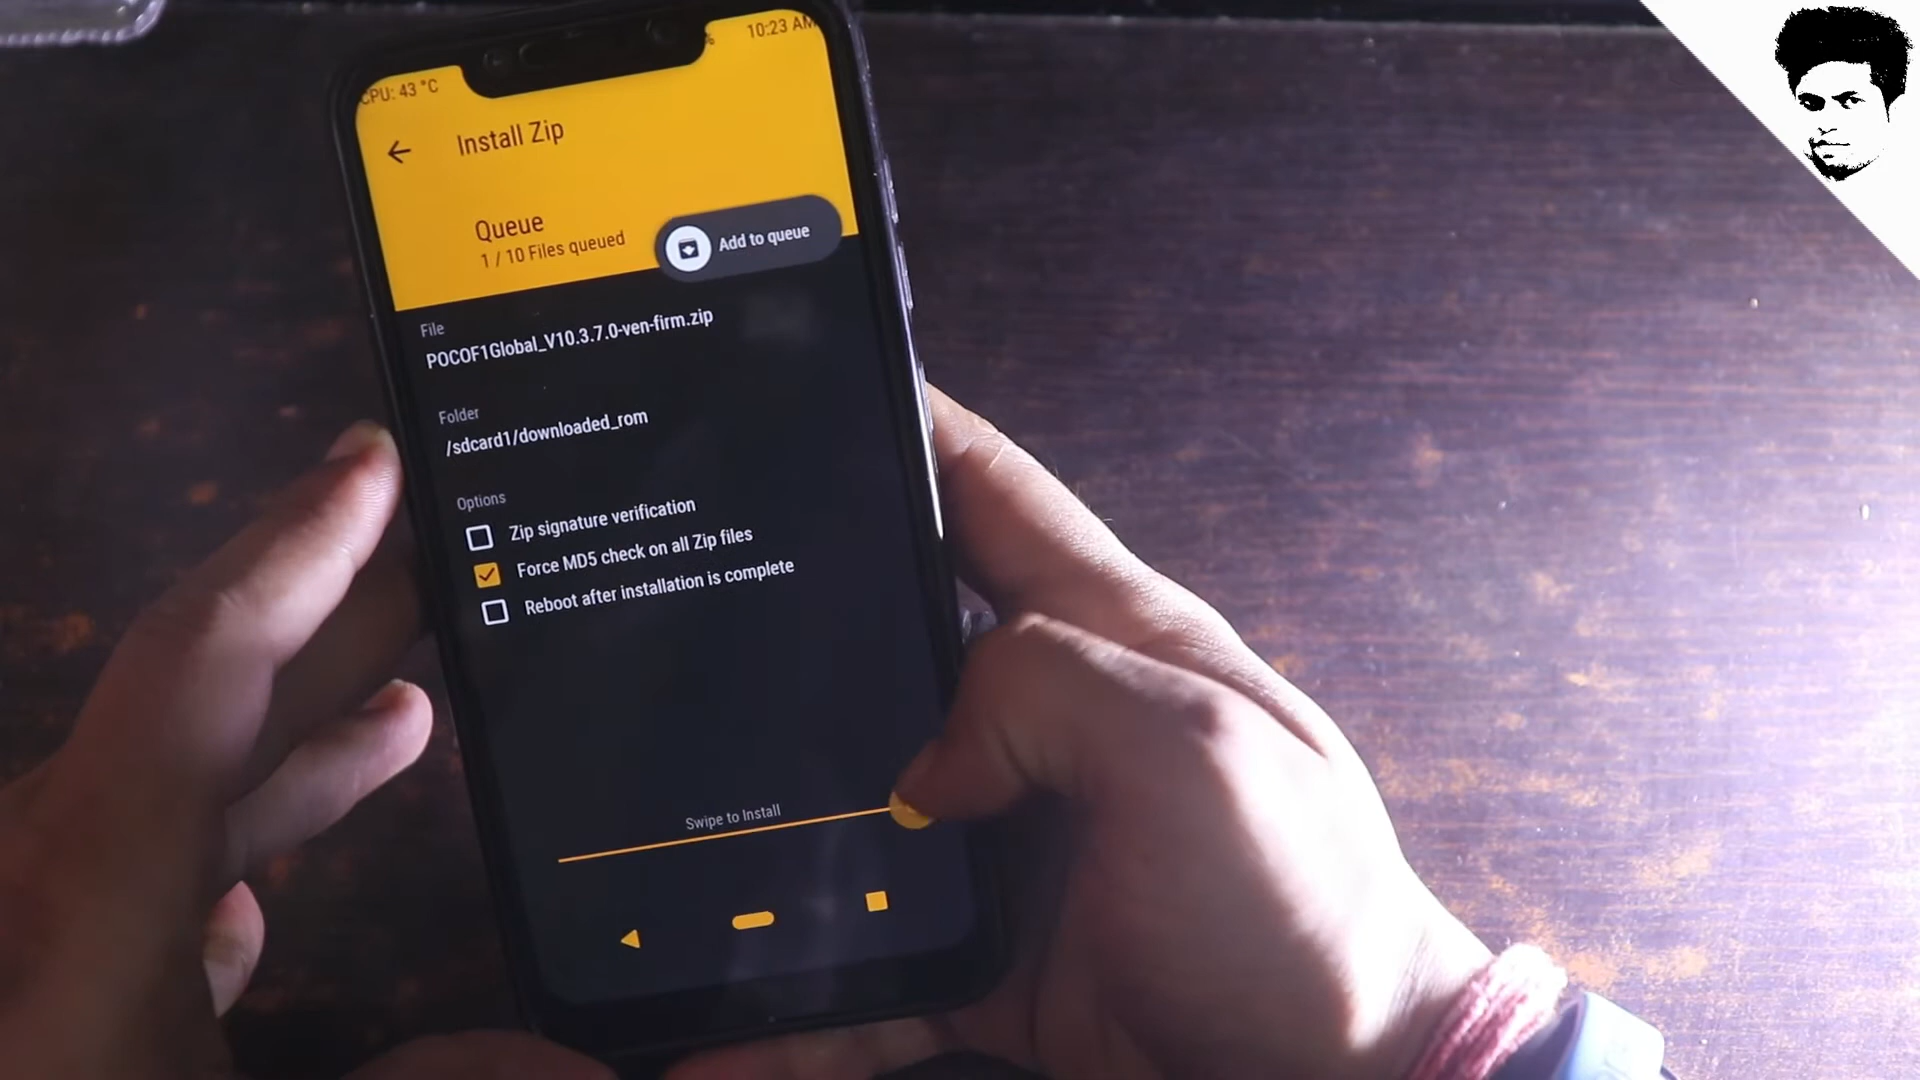 CPU: 43 °C
%
10:23 AM
Install Zip
Queue
1 / 10 Files queued
Add to queue
File
POCOF1Global_V10.3.7.0-ven-firm.zip
Folder
/sdcard1/downloaded_rom
Options
Zip signature verification
Force MD5 check on all Zip files
Reboot after installation is complete
Swipe to Install